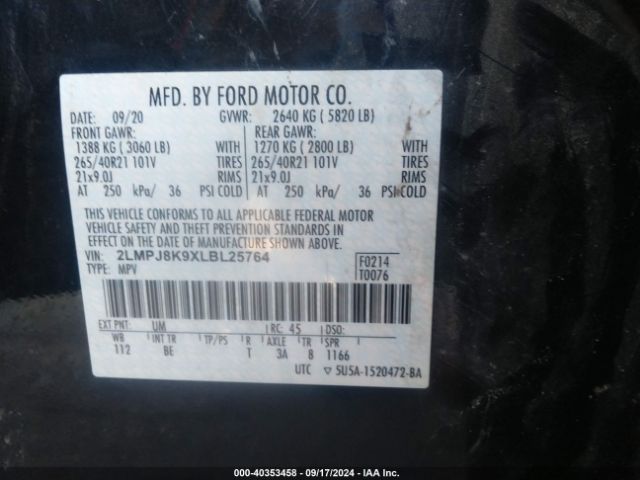 MFD. BY FORD MOTOR CO.
DATE: 09/20 GVWR: 2640 KG ( 5820 LB)
FRONT GAWR: REAR GAWR:
1388 KG ( 3060 LB) WITH 1270 KG ( 2800 LB) WITH
265/40R21 101V TIRES 265/40R21 101V TIRES
21x9.0J RIMS 21x9.0J RIMS
AT 250 kPa/ 36 PSI COLD AT 250 kPa/ 36 PSI COLD
THIS VEHICLE CONFORMS TO ALL APPLICABLE FEDERAL MOTOR
VEHICLE SAFETY AND THEFT PREVENTION STANDARDS IN
EFFECT ON THE DATE OF MANUFACTURE SHOWN ABOVE.
VIN: 2LMPJ8K9XLBL25764 F0214
TYPE: MPV T0076
EXT PNT: UM RC: 45 DSO:
WB INT TR TP/PS R AXLE TR SPR
112 BE T 3A 8 1166
UTC ▽ 5U5A-1520472-BA
000-40353458 - 09/17/2024 - IAA Inc.